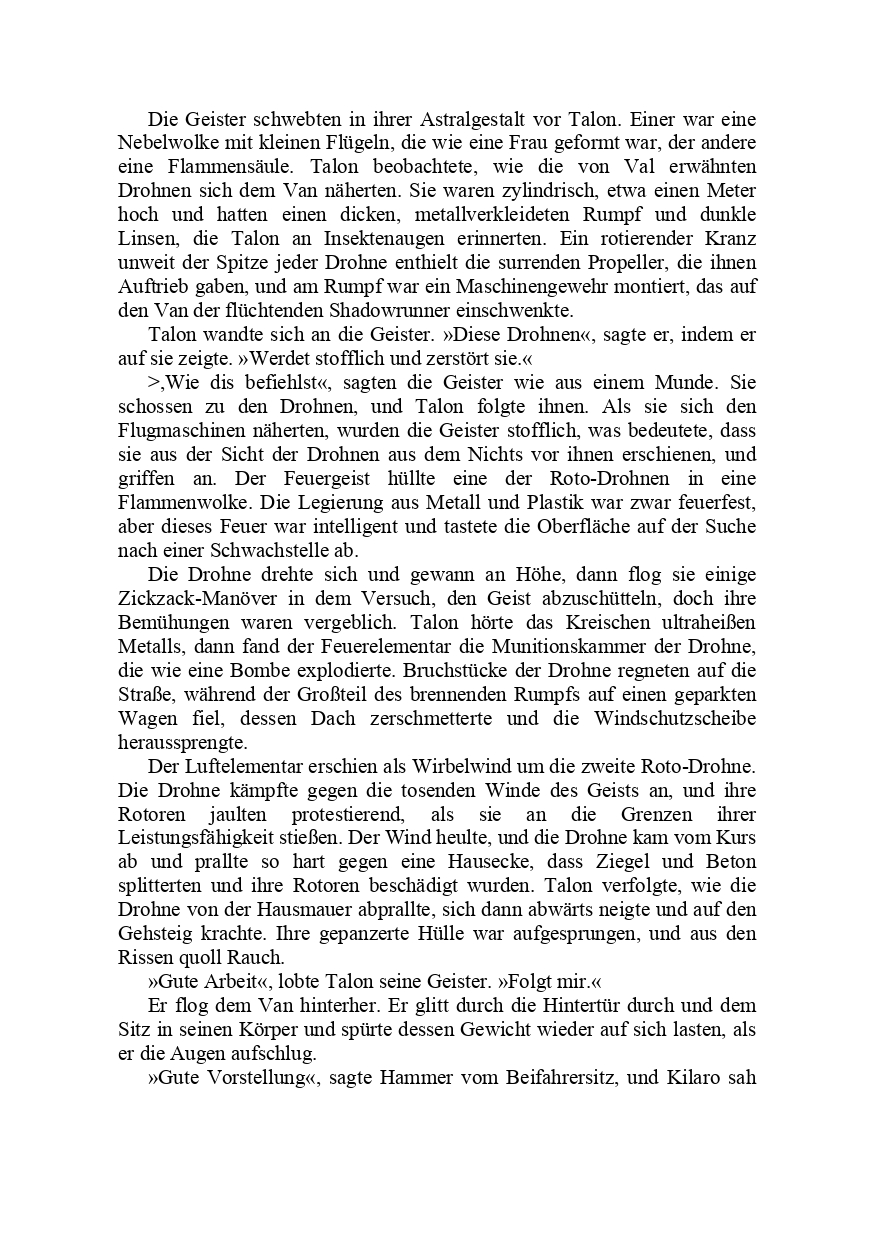 Die Geister schwebten in ihrer Astralgestalt vor Talon. Einer war eine
Nebelwolke mit kleinen Flügeln, die wie eine Frau geformt war, der andere
eine Flammensäule. Talon beobachtete, wie die von Val erwähnten
Drohnen sich dem Van näherten. Sie waren zylindrisch, etwa einen Meter
hoch und hatten einen dicken, metallverkleideten Rumpf und dunkle
Linsen, die Talon an Insektenaugen erinnerten. Ein rotierender Kranz
unweit der Spitze jeder Drohne enthielt die surrenden Propeller, die ihnen
Auftrieb gaben, und am Rumpf war ein Maschinengewehr montiert, das auf
den Van der flüchtenden Shadowrunner einschwenkte.
Talon wandte sich an die Geister. »Diese Drohnen«, sagte er, indem er
auf sie zeigte. »Werdet stofflich und zerstört sie.«
>,Wie dis befiehlst«, sagten die Geister wie aus einem Munde. Sie
schossen zu den Drohnen, und Talon folgte ihnen. Als sie sich den
Flugmaschinen näherten, wurden die Geister stofflich, was bedeutete, dass
sie aus der Sicht der Drohnen aus dem Nichts vor ihnen erschienen, und
griffen an. Der Feuergeist hüllte eine der Roto-Drohnen in eine
Flammenwolke. Die Legierung aus Metall und Plastik war zwar feuerfest,
aber dieses Feuer war intelligent und tastete die Oberfläche auf der Suche
nach einer Schwachstelle ab.
Die Drohne drehte sich und gewann an Höhe, dann flog sie einige
Zickzack-Manöver in dem Versuch, den Geist abzuschütteln, doch ihre
Bemühungen waren vergeblich. Talon hörte das Kreischen ultraheißen
Metalls, dann fand der Feuerelementar die Munitionskammer der Drohne,
die wie eine Bombe explodierte. Bruchstücke der Drohne regneten auf die
Straße, während der Großteil des brennenden Rumpfs auf einen geparkten
Wagen fiel, dessen Dach zerschmetterte und die Windschutzscheibe
heraussprengte.
Der Luftelementar erschien als Wirbelwind um die zweite Roto-Drohne.
Die Drohne kämpfte gegen die tosenden Winde des Geists an, und ihre
Rotoren jaulten protestierend, als sie an die Grenzen ihrer
Leistungsfähigkeit stießen. Der Wind heulte, und die Drohne kam vom Kurs
ab und prallte so hart gegen eine Hausecke, dass Ziegel und Beton
splitterten und ihre Rotoren beschädigt wurden. Talon verfolgte, wie die
Drohne von der Hausmauer abprallte, sich dann abwärts neigte und auf den
Gehsteig krachte. Ihre gepanzerte Hülle war aufgesprungen, und aus den
Rissen quoll Rauch.
»Gute Arbeit«, lobte Talon seine Geister. »Folgt mir.«
Er flog dem Van hinterher. Er glitt durch die Hintertür durch und dem
Sitz in seinen Körper und spürte dessen Gewicht wieder auf sich lasten, als
er die Augen aufschlug.
»Gute Vorstellung«, sagte Hammer vom Beifahrersitz, und Kilaro sah